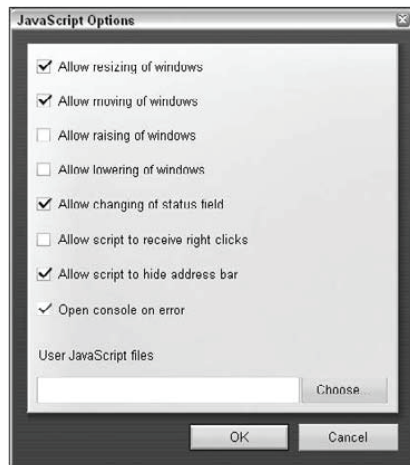 JavaScript Options
Allow resizing of windows
Allow moving of windows
Allow raising of windows
Allow lowering of windows
Allow changing of status field
Allow script to receive right clicks
Allow script to hide address bar
Open console on error
User JavaScript files
Choose...
OK
Cancel